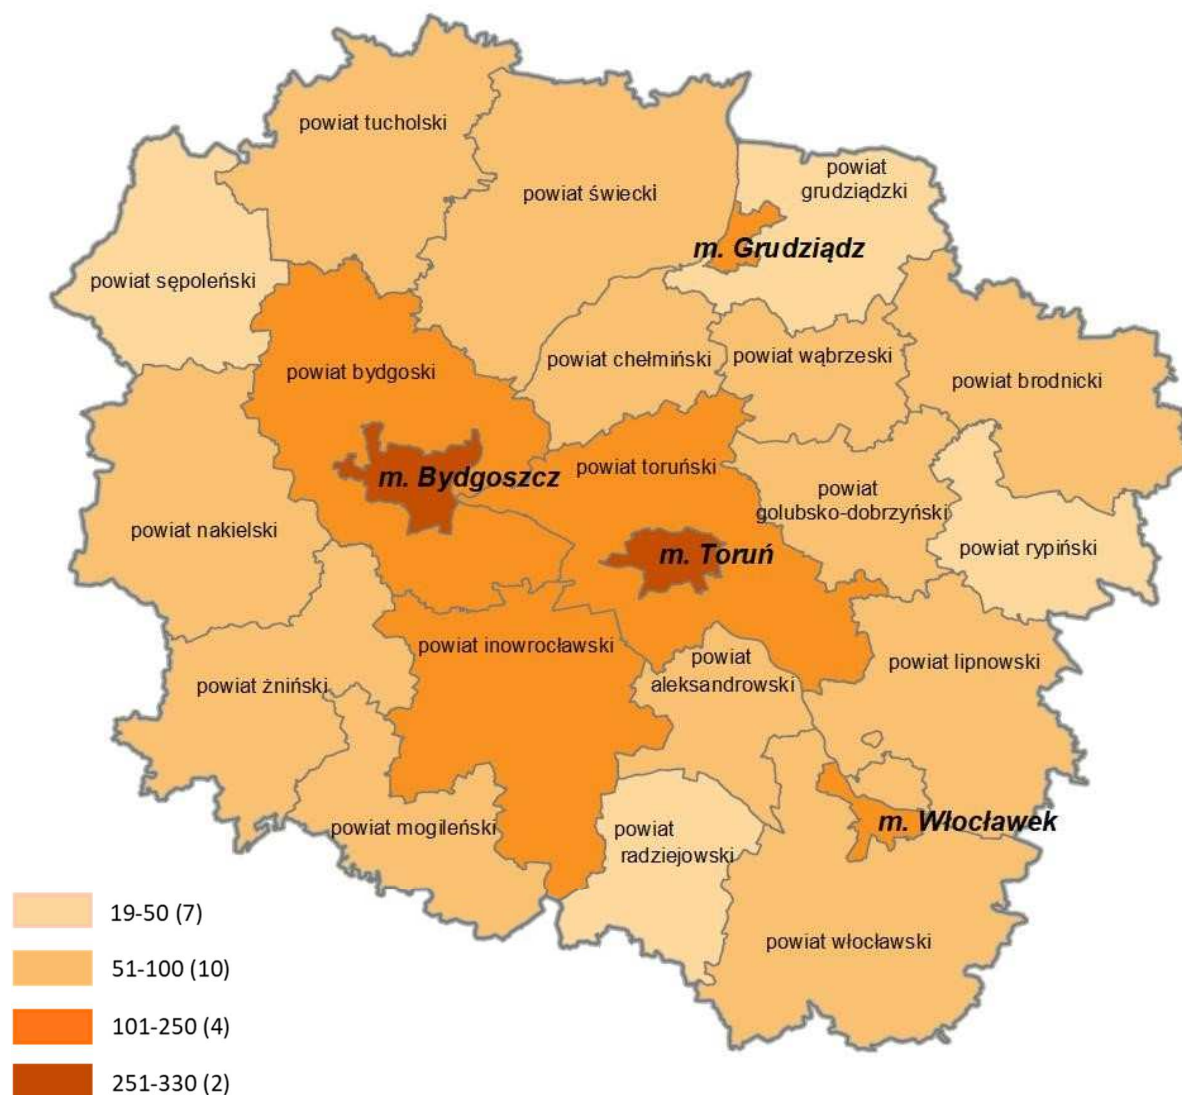 powiat tucholski
powiat świecki
powiat
grudziądzki
m. Grudziądz
powiat sępoleński
powiat bydgoski
powiat chełmiński
powiat wąbrzeski
powiat brodnicki
m. Bydgoszcz
powiat toruński
powiat
golubsko-dobrzyński
powiat nakielski
m. Toruń
powiat rypiński
powiat inowrocławski
powiat
aleksandrowski
powiat lipnowski
powiat żniński
powiat mogileński
powiat
radziejowski
m. Włocławek
powiat włocławski
19-50 (7)
51-100 (10)
101-250 (4)
251-330 (2)